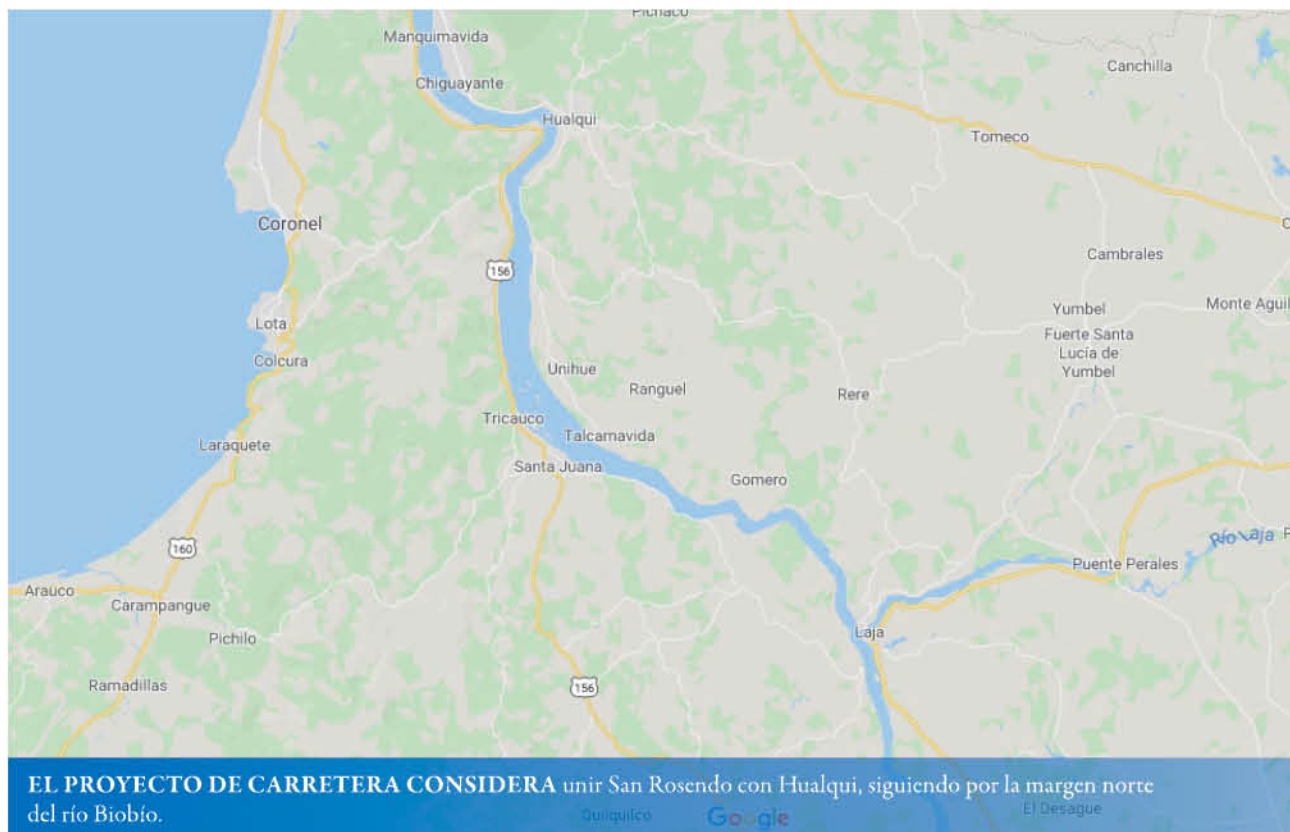 Pichaco
Manquimavida
Canchilla
Chiguayante
Hualqui
Tomeco
Coronel
Cambrales
156
Yumbel
Monte Aguil
Lota
Fuerte Santa
Lucía de
Yumbel
Colcura
Unihue
Ranguel
Rere
Tricauco
Talcamavida
Laraquete
Santa Juana
Gomero
160
Río Laja
Puente Perales
Arauco
Carampangue
Laja
Pichilo
Ramadillas
156
EL PROYECTO DE CARRETERA CONSIDERA unir San Rosendo con Hualqui, siguiendo por la margen norte
del río Biobío.
Quilquilco
Google
El Desague